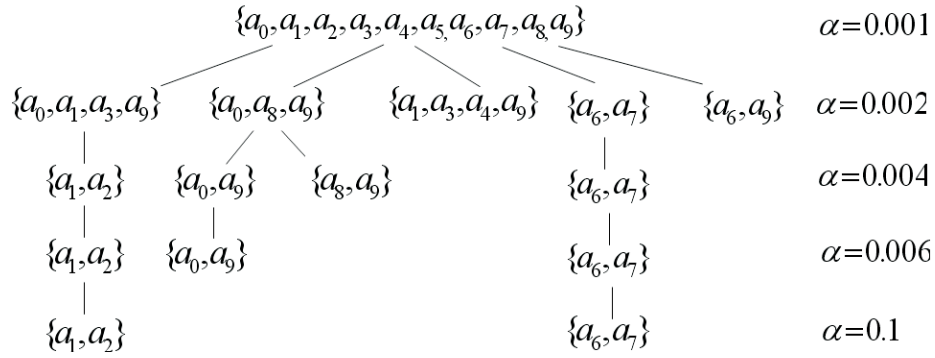 {a₀,a₁,a₂,a₃,a₄,a₅,a₆,a₇,a₈,a₉} α=0.001
{a₀,a₁,a₃,a₉} {a₀,a₈,a₉} {a₁,a₃,a₄,a₉} {a₆,a₇} {a₆,a₉} α=0.002
{a₁,a₂} {a₀,a₉} {a₈,a₉} {a₆,a₇} α=0.004
{a₁,a₂} {a₀,a₉} {a₆,a₇} α=0.006
{a₁,a₂} {a₆,a₇} α=0.1